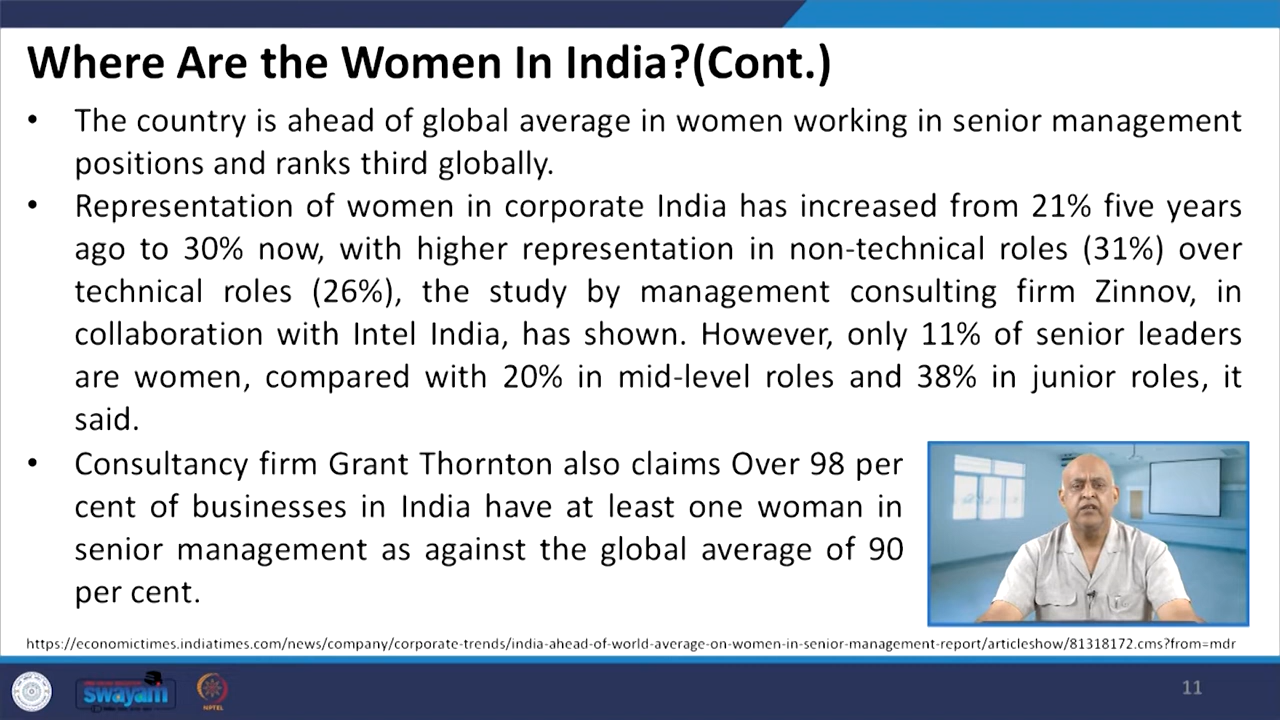 Where Are the Women In India?(Cont.)
• The country is ahead of global average in women working in senior management
positions and ranks third globally.
• Representation of women in corporate India has increased from 21% five years
ago to 30% now, with higher representation in non-technical roles (31%) over
technical roles (26%), the study by management consulting firm Zinnov, in
collaboration with Intel India, has shown. However, only 11% of senior leaders
are women, compared with 20% in mid-level roles and 38% in junior roles, it
said.
• Consultancy firm Grant Thornton also claims Over 98 per
cent of businesses in India have at least one woman in
senior management as against the global average of 90
per cent.
https://economictimes.indiatimes.com/news/company/corporate-trends/india-ahead-of-world-average-on-women-in-senior-management-report/articleshow/81318172.cms?from=mdr
swayam
NPTEL
11